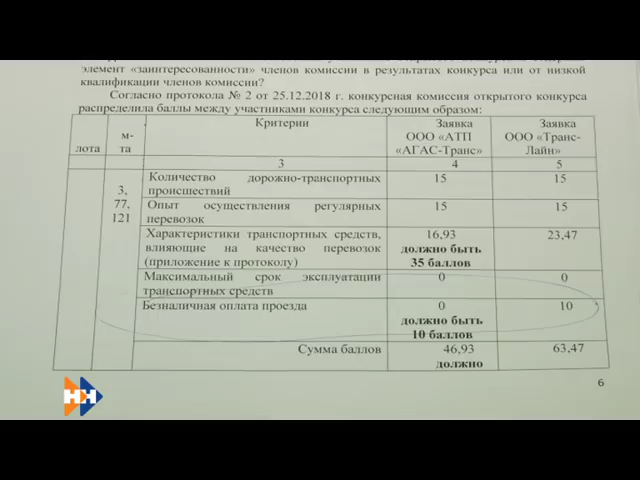 элемент «заинтересованности» членов комиссии в результатах конкурса или от низкой
квалификации членов комиссии?
Согласно протокола № 2 от 25.12.2018 г. конкурсная комиссия открытого конкурса
распределила баллы между участниками конкурса следующим образом:
лота
м-
та
Критерии
Заявка
ООО «АТП
«АГАС-Транс»
Заявка
ООО «Транс-
Лайн»
3
4
5
3,
77,
121
Количество дорожно-транспортных
происшествий
15
15
Опыт осуществления регулярных
перевозок
15
15
Характеристики транспортных средств,
влияющие на качество перевозок
(приложение к протоколу)
16,93
должно быть
35 баллов
23,47
Максимальный срок эксплуатации
транспортных средств
0
0
Безналичная оплата проезда
0
должно быть
10 баллов
10
Сумма баллов
46,93
должно
63,47
6
НК